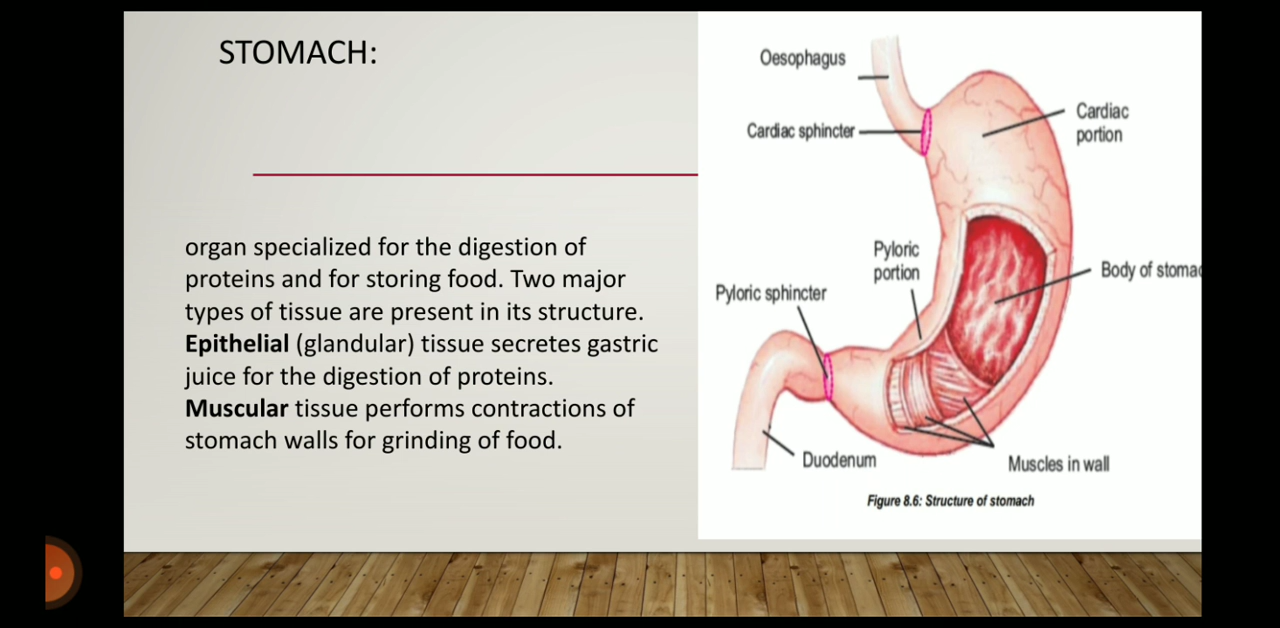 STOMACH:
organ specialized for the digestion of
proteins and for storing food. Two major
types of tissue are present in its structure.
Epithelial (glandular) tissue secretes gastric
juice for the digestion of proteins.
Muscular tissue performs contractions of
stomach walls for grinding of food.
Oesophagus
Cardiac sphincter
Cardiac
portion
Pyloric
portion
Pyloric sphincter
Body of stomac
Duodenum
Muscles in wall
Figure 8.6: Structure of stomach